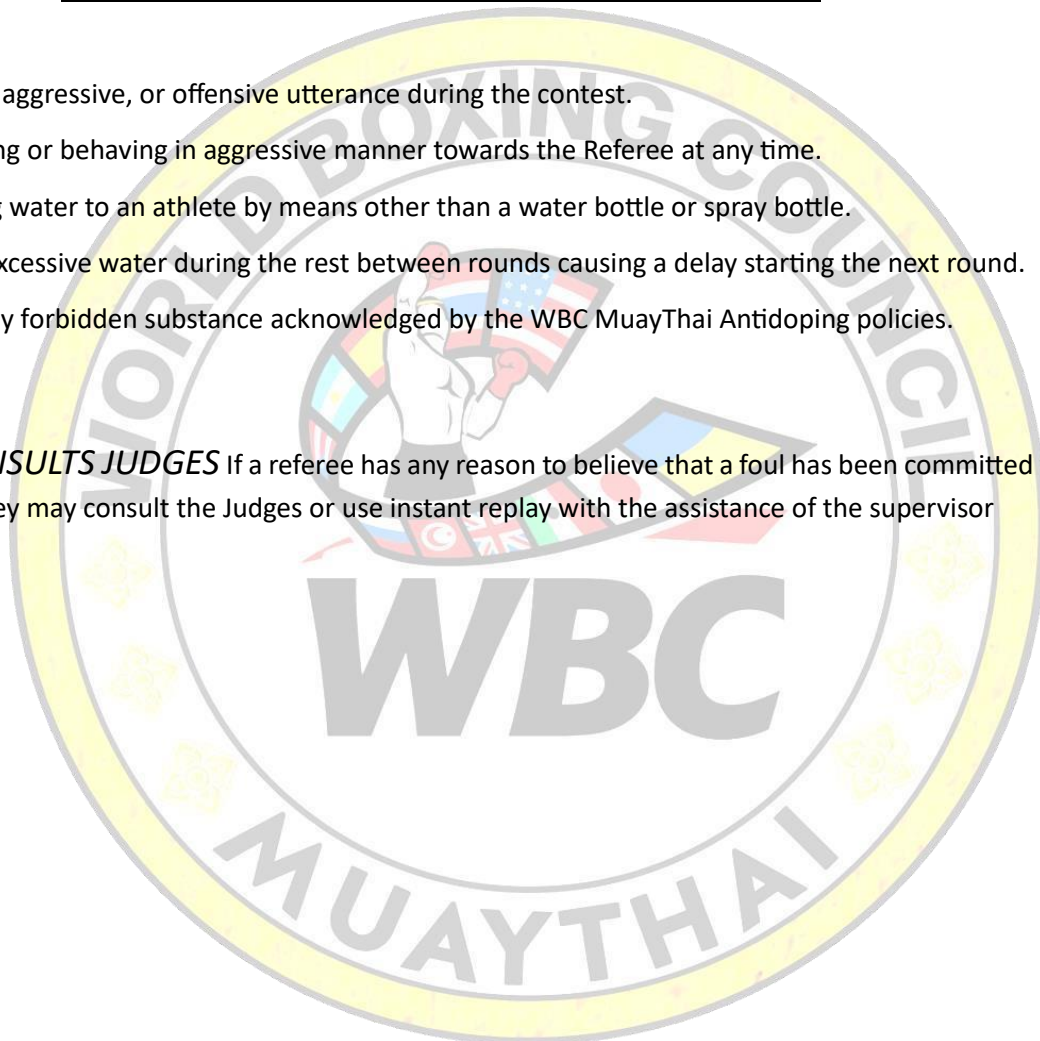 aggressive, or offensive utterance during the contest.
ng or behaving in aggressive manner towards the Referee at any time.
g water to an athlete by means other than a water bottle or spray bottle.
xcessive water during the rest between rounds causing a delay starting the next round.
y forbidden substance acknowledged by the WBC MuayThai Antidoping policies.
NSULTS JUDGES If a referee has any reason to believe that a foul has been committed
ey may consult the Judges or use instant replay with the assistance of the supervisor
WORLD BOXING COUNCIL
WBC
MUAYTHAI